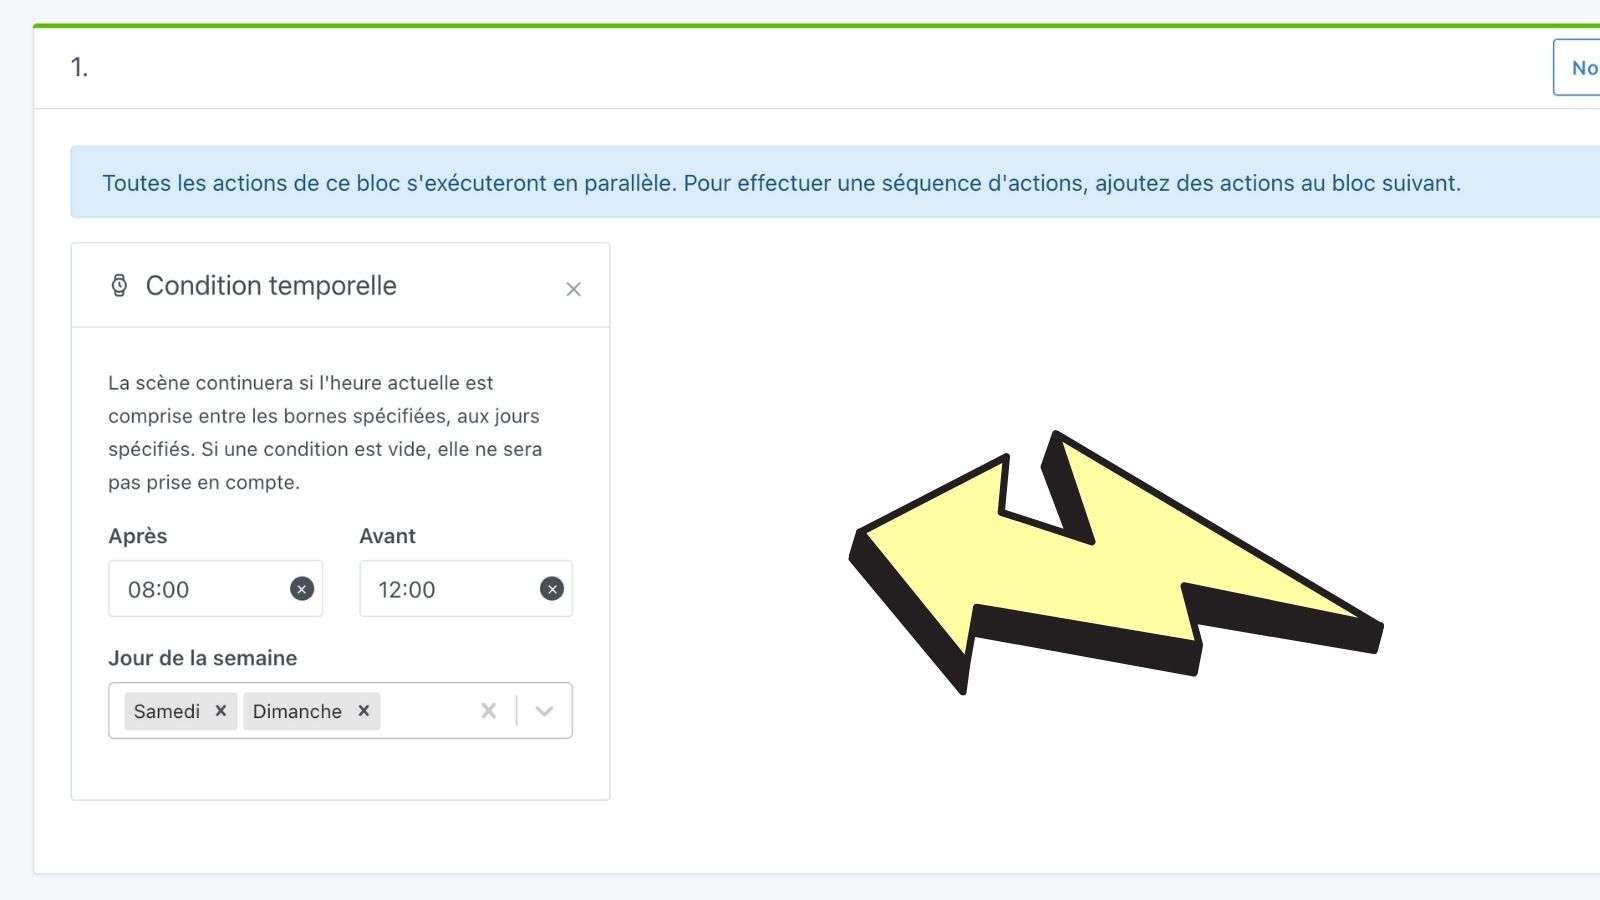 1.
No
Toutes les actions de ce bloc s'exécuteront en parallèle. Pour effectuer une séquence d'actions, ajoutez des actions au bloc suivant.
Condition temporelle
La scène continuera si l'heure actuelle est
comprise entre les bornes spécifiées, aux jours
spécifiés. Si une condition est vide, elle ne sera
pas prise en compte.
Après Avant
08:00 12:00
Jour de la semaine
Samedi Dimanche